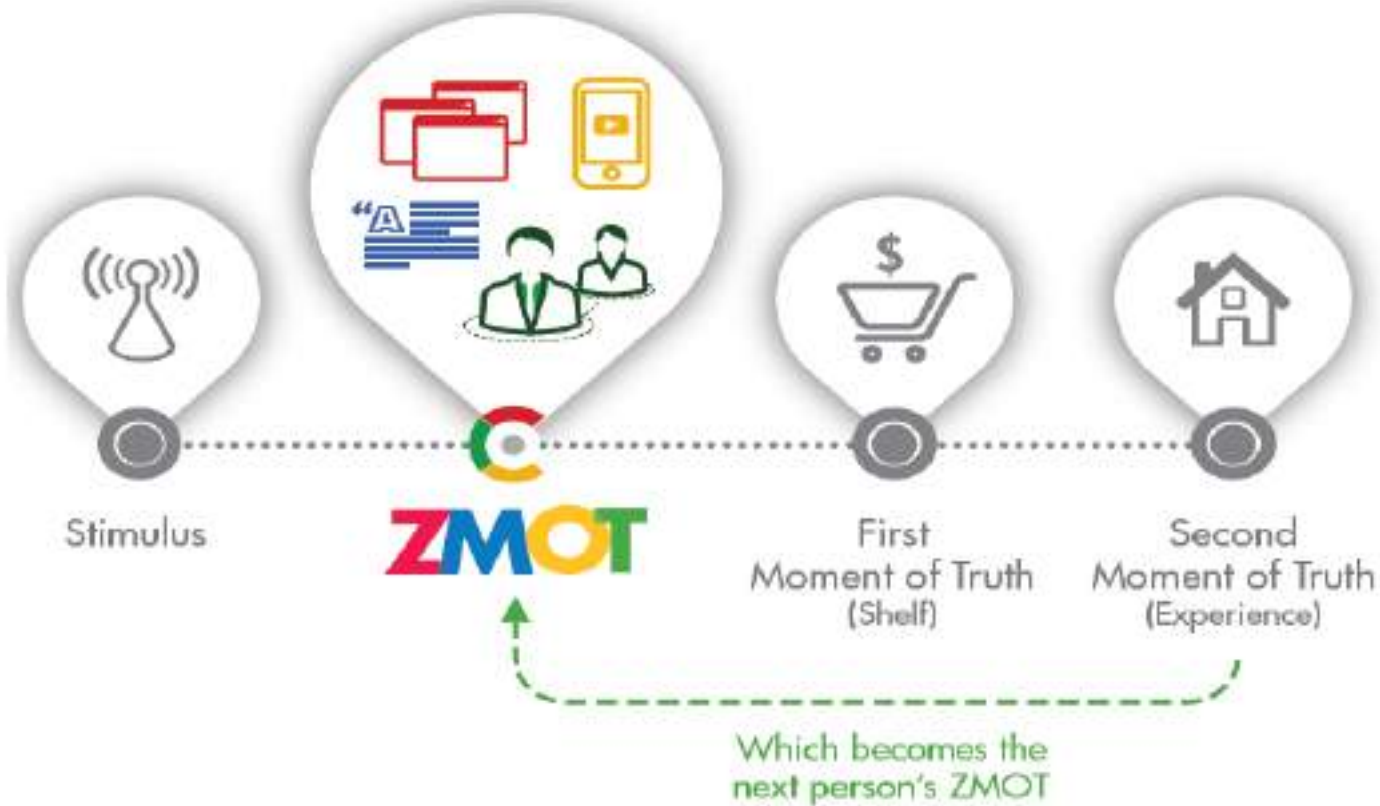 “A
$
Stimulus
ZMOT
First
Moment of Truth
(Shelf)
Second
Moment of Truth
(Experience)
Which becomes the
next person's ZMOT